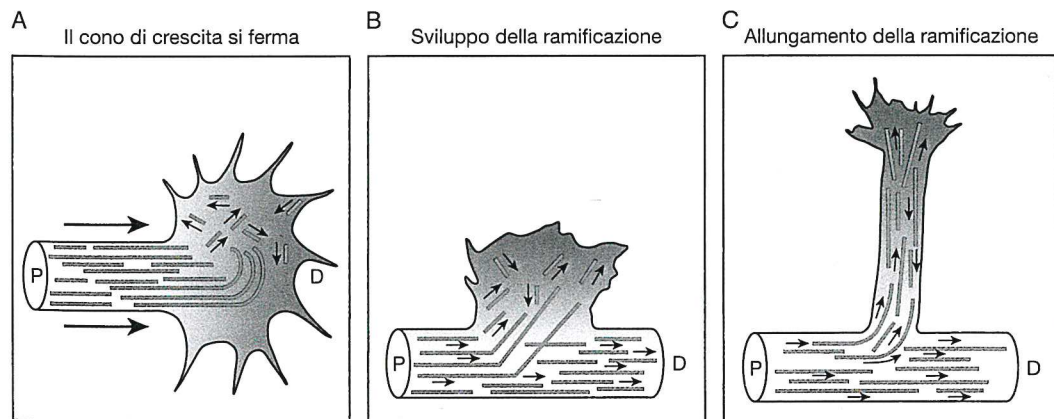 A
Il cono di crescita si ferma
P
D
B
Sviluppo della ramificazione
P
D
C
Allungamento della ramificazione
P
D